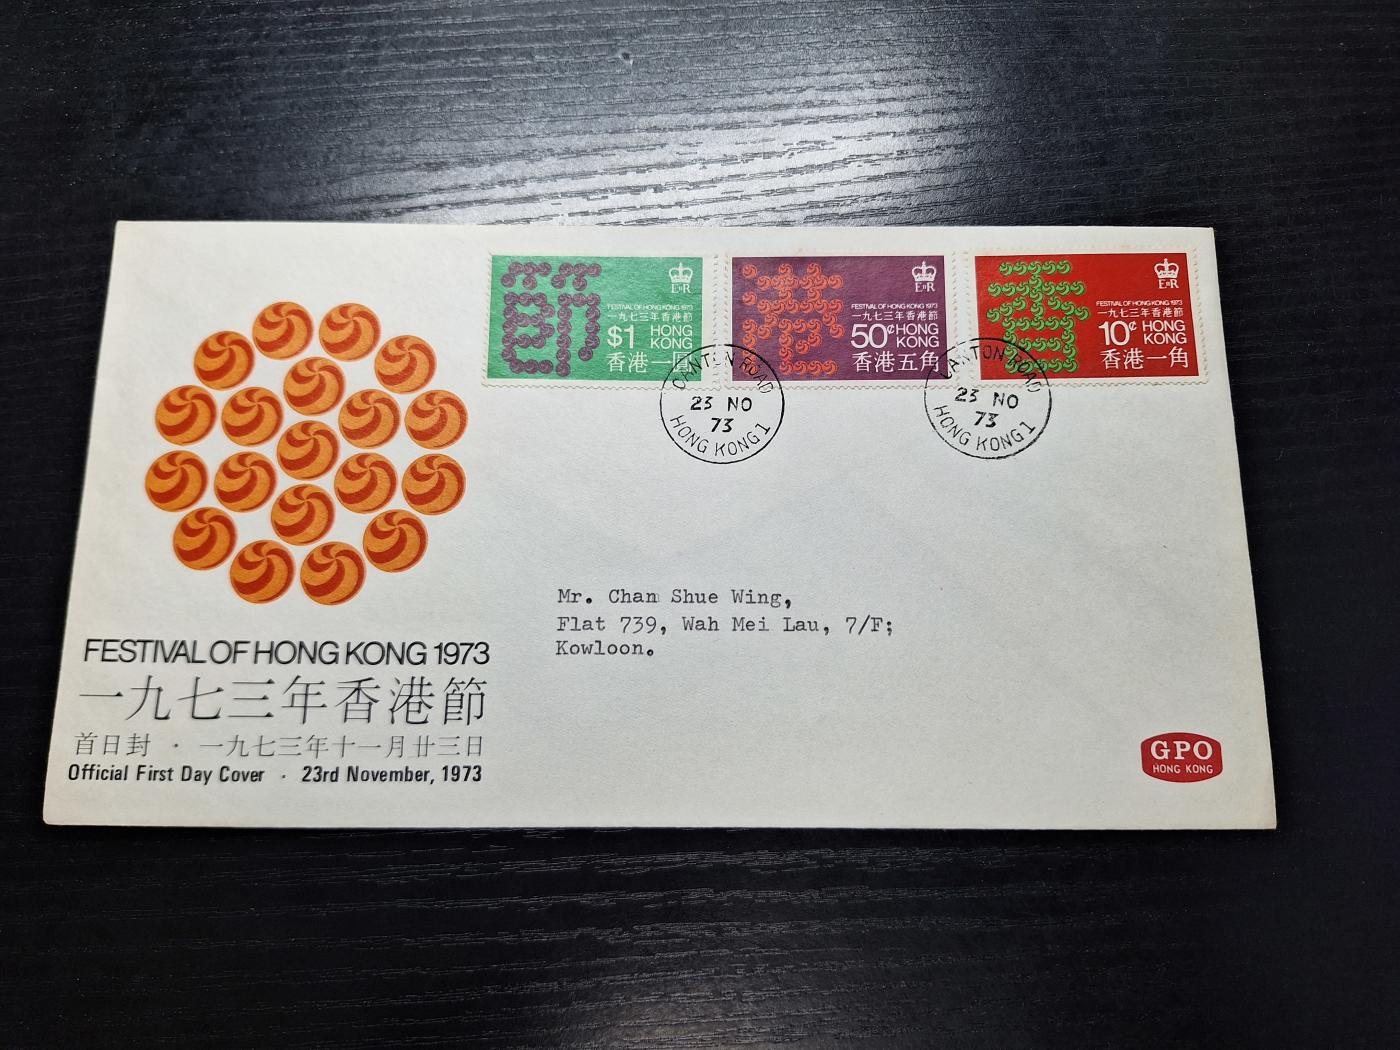 EIIR
FESTIVAL OF HONG KONG 1973
一九七三年香港節
$1 HONG KONG
香港一圓
EIIR
FESTIVAL OF HONG KONG 1973
一九七三年香港節
50¢ HONG KONG
香港五角
EIIR
FESTIVAL OF HONG KONG 1973
一九七三年香港節
10¢ HONG KONG
香港一角
CANTON ROAD
23 NO
73
HONG KONG 1
CANTON ROAD
23 NO
73
HONG KONG 1
Mr. Chan Shue Wing,
Flat 739, Wah Mei Lau, 7/F;
Kowloon.
FESTIVAL OF HONG KONG 1973
一九七三年香港節
首日封 · 一九七三年十一月廿三日
Official First Day Cover · 23rd November, 1973
GPO
HONG KONG